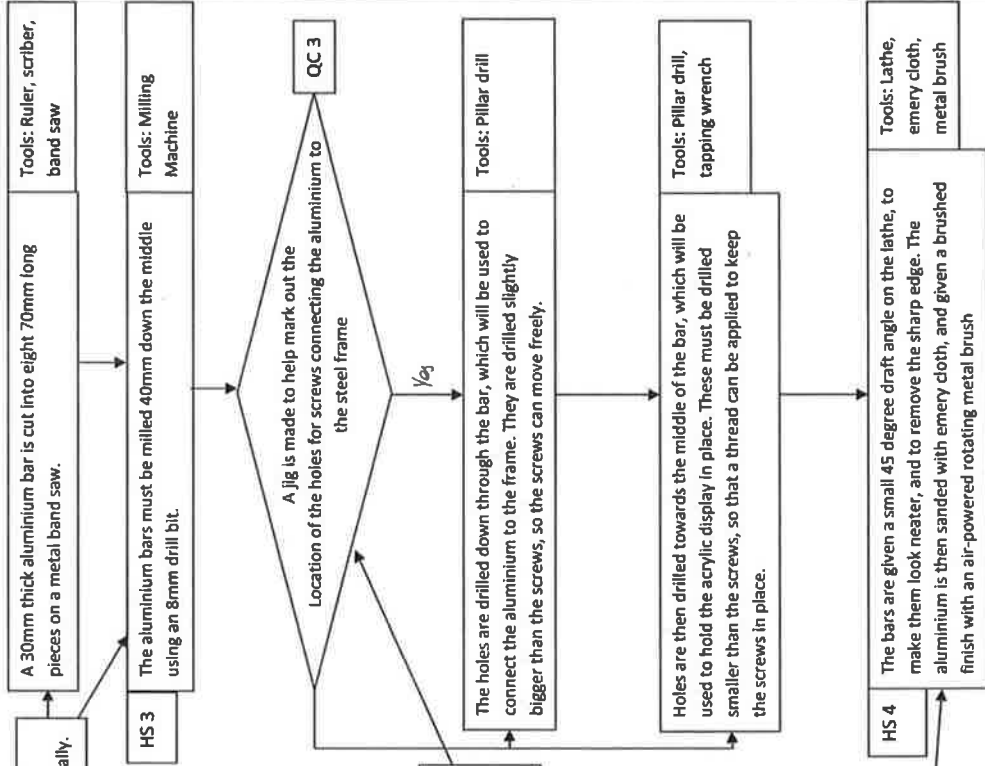 A 30mm thick aluminium bar is cut into eight 70mm long
pieces on a metal band saw.
Tools: Ruler, scriber,
band saw
ally.
HS 3
The aluminium bars must be milled 40mm down the middle
using an 8mm drill bit.
Tools: Milling
Machine
A jig is made to help mark out the
Location of the holes for screws connecting the aluminium to
the steel frame
QC 3
Yes
The holes are drilled down through the bar, which will be used to
connect the aluminium to the frame. They are drilled slightly
bigger than the screws, so the screws can move freely.
Tools: Pillar drill
Holes are then drilled towards the middle of the bar, which will be
used to hold the acrylic display in place. These must be drilled
smaller than the screws, so that a thread can be applied to keep
the screws in place.
Tools: Pillar drill,
tapping wrench
HS 4
The bars are given a small 45 degree draft angle on the lathe, to
make them look neater, and to remove the sharp edge. The
aluminium is then sanded with emery cloth, and given a brushed
finish with an air-powered rotating metal brush
Tools: Lathe,
emery cloth,
metal brush